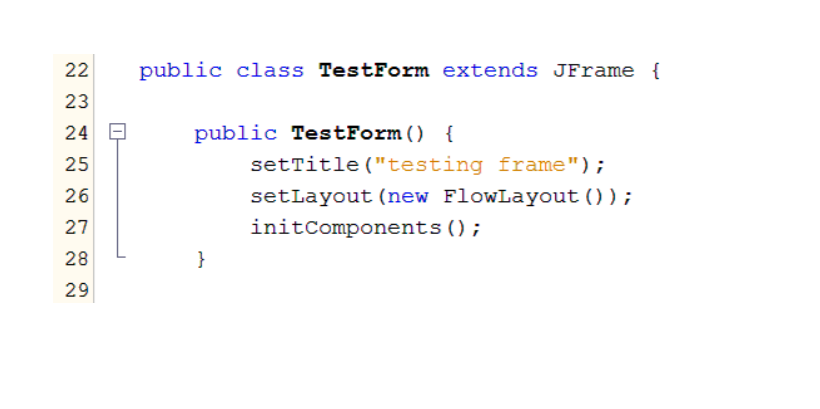 22 public class TestForm extends JFrame {
23
24 public TestForm() {
25 setTitle("testing frame");
26 setLayout(new FlowLayout());
27 initComponents();
28 }
29